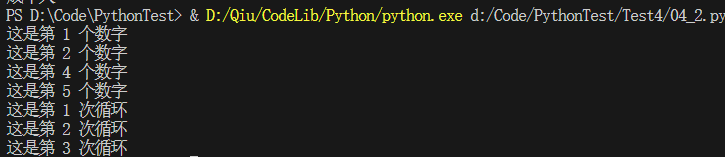 PS D:\Code\PythonTest> & D:/Qiu/CodeLib/Python/python.exe d:/Code/PythonTest/Test4/04_2.py
这是第 1 个数字
这是第 2 个数字
这是第 4 个数字
这是第 5 个数字
这是第 1 次循环
这是第 2 次循环
这是第 3 次循环